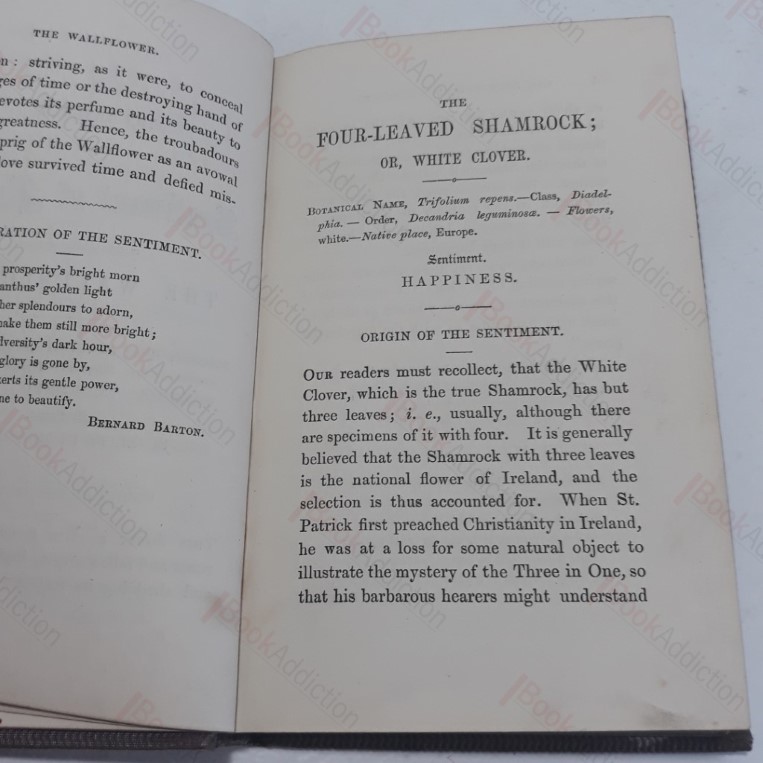 THE WALLFLOWER.
n: striving, as it were, to conceal
ges of time or the destroying hand of
evotes its perfume and its beauty to
greatness. Hence, the troubadours
prig of the Wallflower as an avowal
ove survived time and defied mis-
RATION OF THE SENTIMENT.
prosperity's bright morn
anthus' golden light
her splendours to adorn,
make them still more bright;
dversity's dark hour,
glory is gone by,
erts its gentle power,
ne to beautify.
BERNARD BARTON.
THE
FOUR-LEAVED SHAMROCK;
OR, WHITE CLOVER.
BOTANICAL NAME, Trifolium repens.—Class, Diadel-
phia.—Order, Decandria leguminosæ.—Flowers,
white.—Native place, Europe.
Sentiment.
HAPPINESS.
ORIGIN OF THE SENTIMENT.
OUR readers must recollect, that the White
Clover, which is the true Shamrock, has but
three leaves; i. e., usually, although there
are specimens of it with four. It is generally
believed that the Shamrock with three leaves
is the national flower of Ireland, and the
selection is thus accounted for. When St.
Patrick first preached Christianity in Ireland,
he was at a loss for some natural object to
illustrate the mystery of the Three in One, so
that his barbarous hearers might understand
BookAddiction